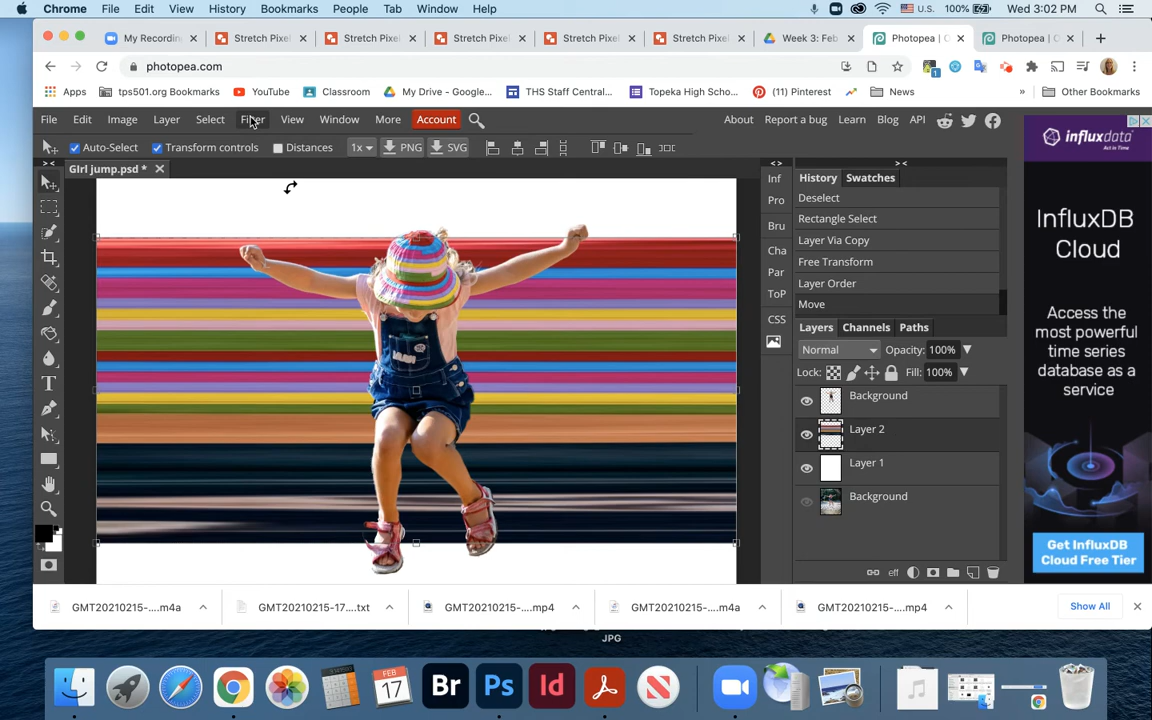 Chrome File Edit View History Bookmarks People Tab Window Help U.S. 100% Wed 3:02 PM
My Recording Stretch Pixel Stretch Pixel Stretch Pixel Stretch Pixel Stretch Pixel Week 3: Feb Photopea | O Photopea | O
photopea.com
Apps tps501.org Bookmarks YouTube Classroom My Drive - Google... THS Staff Central... Topeka High Scho... (11) Pinterest News » Other Bookmarks
File Edit Image Layer Select Filter View Window More Account About Report a bug Learn Blog API
Auto-Select Transform controls Distances 1x PNG SVG
GIrl jump.psd *
Inf
Pro
Bru
Cha
Par
ToP
CSS
History Swatches
Deselect
Rectangle Select
Layer Via Copy
Free Transform
Layer Order
Move
Layers Channels Paths
Normal Opacity: 100%
Lock: Fill: 100%
Background
Layer 2
Layer 1
Background
eff
influxdata
Act in Time
InfluxDB
Cloud
Access the
most powerful
time series
database as a
service
Get InfluxDB
Cloud Free Tier
GMT20210215-....m4a GMT20210215-17....txt GMT20210215-....mp4 GMT20210215-....m4a GMT20210215-....mp4 Show All
JPG
FEB
17
Br Ps Id